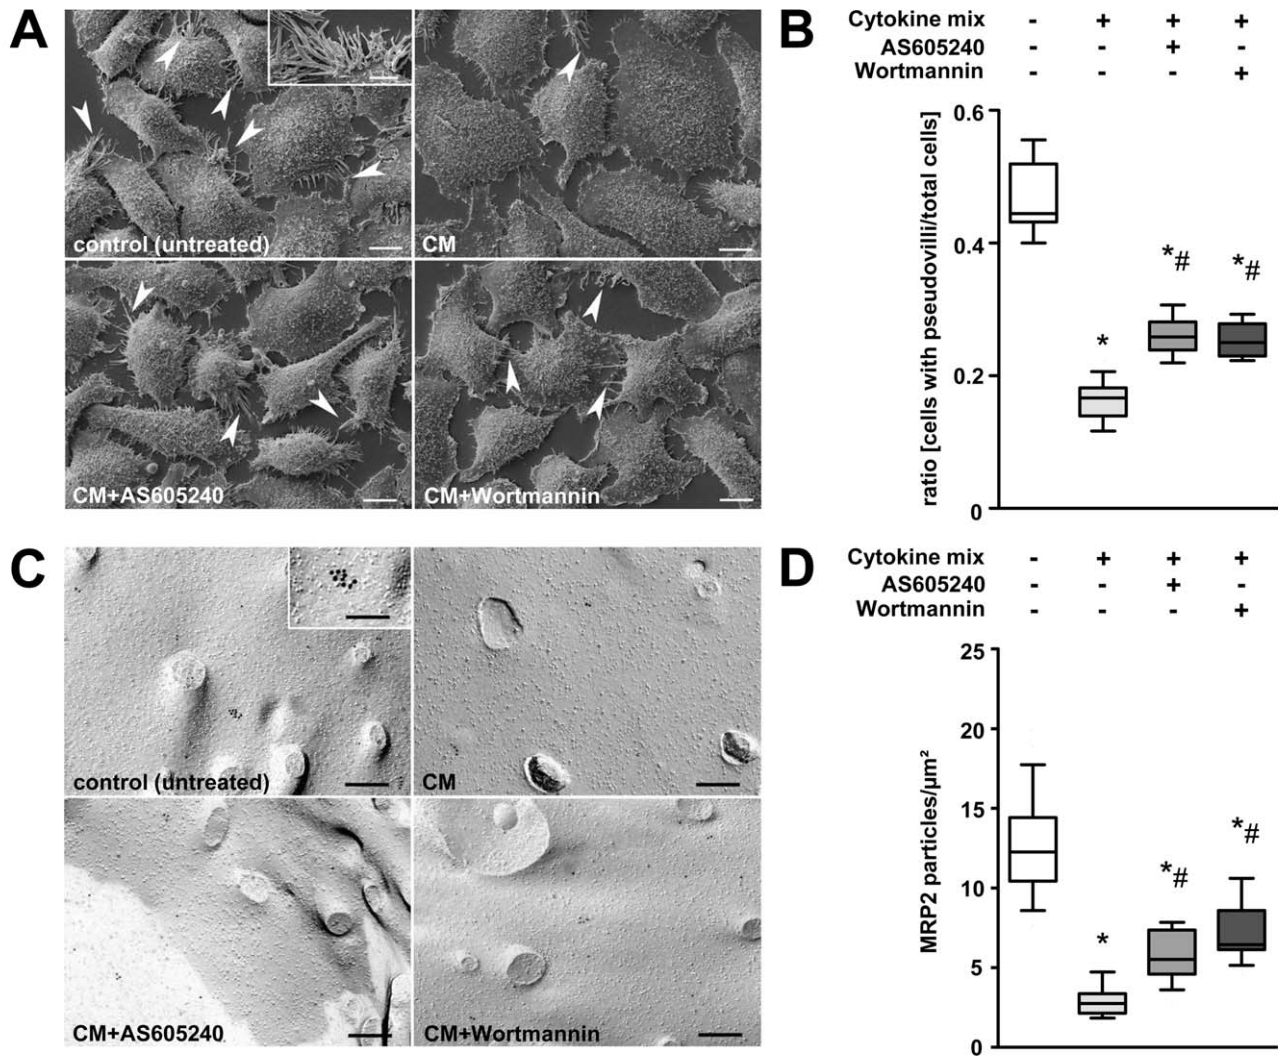 A
control (untreated)
CM
CM+AS605240
CM+Wortmannin
B
Cytokine mix - + + +
AS605240 - - + -
Wortmannin - - - +
ratio [cells with pseudovilli/total cells]
0.6
0.4
0.2
0
*
*#
*#
C
control (untreated)
CM
CM+AS605240
CM+Wortmannin
D
Cytokine mix - + + +
AS605240 - - + -
Wortmannin - - - +
MRP2 particles/µm²
25
20
15
10
5
0
*
*#
*#